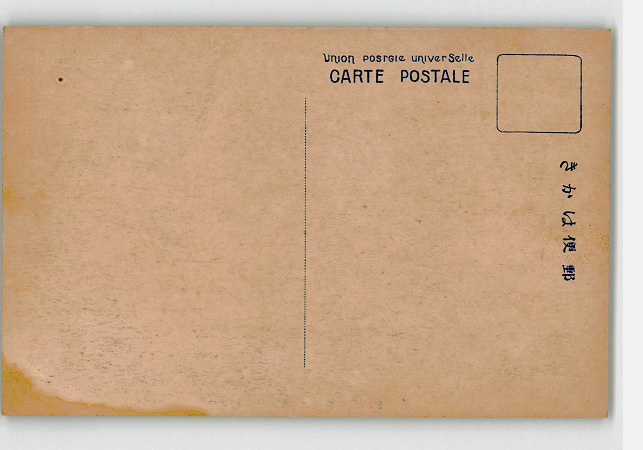 Union postale universelle
CARTE POSTALE
きかは便郵